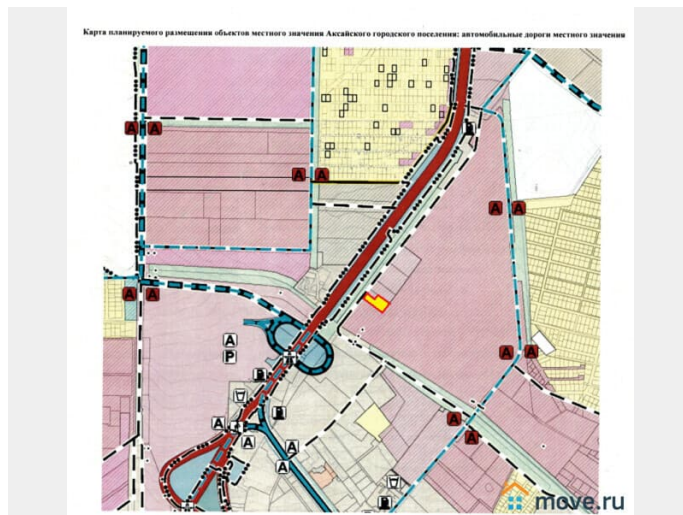 Карта планируемого размещения объектов местного значения Аксайского городского поселения: автомобильные дороги местного значения
А А
А А
А А
А А
А
Р
А А
А
А
А
А
А
А
move.ru